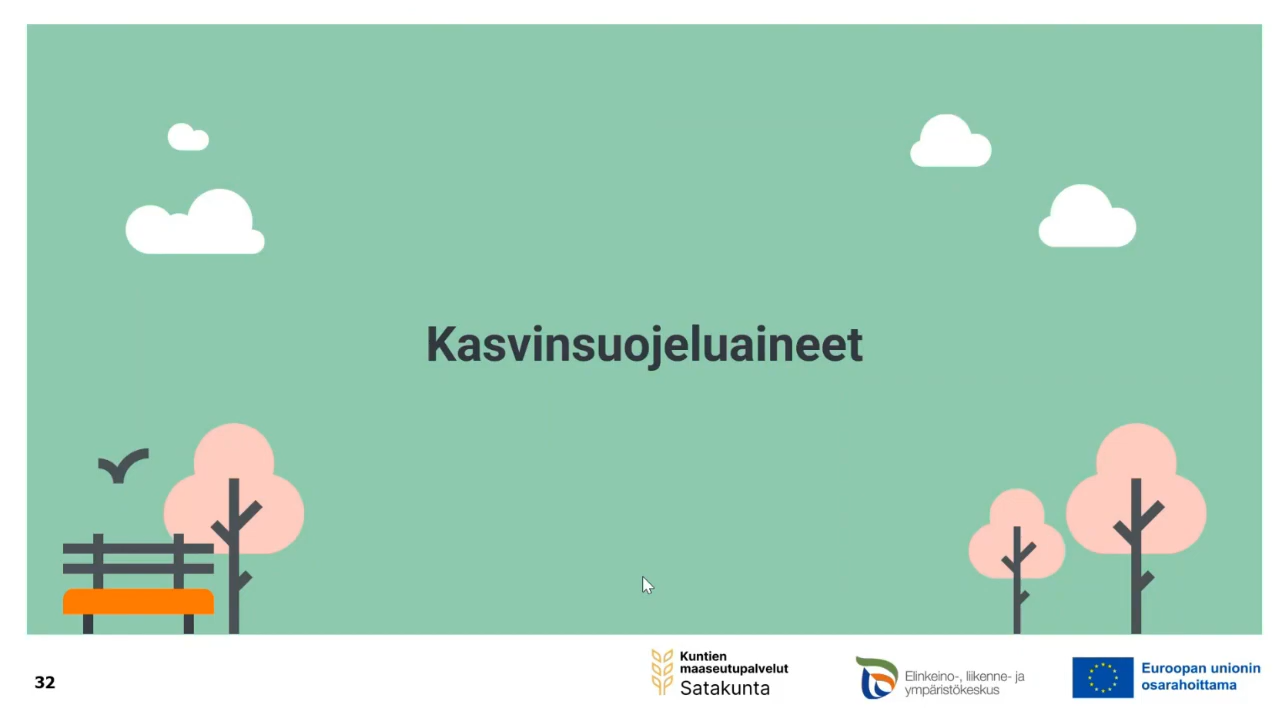 Kasvinsuojeluaineet
32
Kuntien
maaseutupalvelut
Satakunta
Elinkeino-, liikenne- ja
ympäristökeskus
Euroopan unionin
osarahoittama